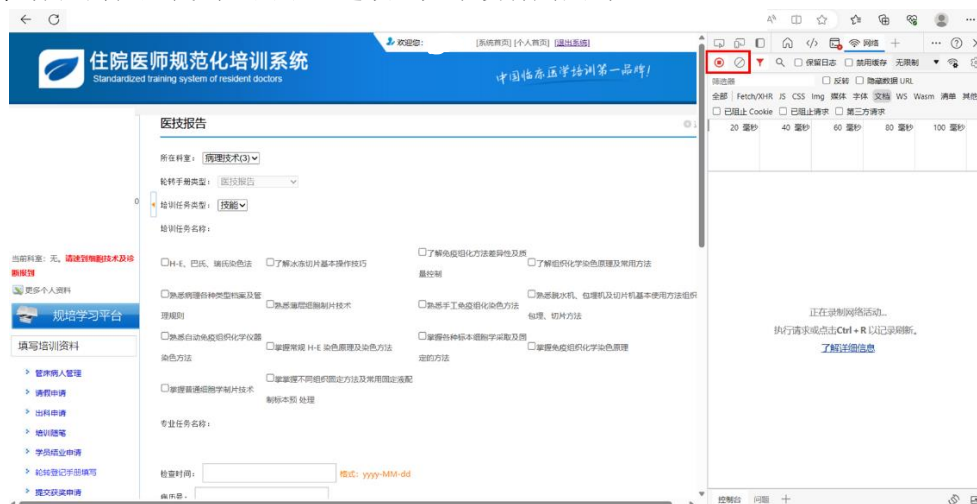 住院医师规范化培训系统
Standardized training system of resident doctors
欢迎您: [系统首页] [个人首页] [退出系统]
中国临床医学培训第一品牌!
医技报告
所在科室: 病理技术(3)
轮转手册类型: 医技报告
培训任务类型: 技能
培训任务名称:
H-E、巴氏、瑞氏染色法
了解冰冻切片基本操作技巧
了解免疫组化方法差异性及质
量控制
了解组织化学染色原理及常用方法
熟悉病理各种类型档案及管
理规则
熟悉薄层细胞制片技术
熟悉手工免疫组化染色方法
熟悉脱水机、包埋机及切片机基本使用方法组织
包埋、切片方法
熟悉自动免疫组织化学仪器
染色方法
掌握常规 H-E 染色原理及染色方法
掌握各种标本细胞学采取及固
定的方法
掌握免疫组织化学染色原理
掌握普通细胞学制片技术
掌掌握不同组织固定方法及常用固定液配
制标本预 处理
专业任务名称:
检查时间: 格式: yyyy-MM-dd
病历号:
当前科室: 无。请速到细胞技术及诊
断报到
更多个人资料
规培学习平台
填写培训资料
管床病人管理
请假申请
出科申请
培训随笔
学员结业申请
轮转登记手册填写
提交获奖申请
网络
保留日志 禁用缓存 无限制
筛选器 反转 隐藏数据 URL
全部 Fetch/XHR JS CSS Img 媒体 字体 文档 WS Wasm 清单 其他
已阻止 Cookie 已阻止请求 第三方请求
20 毫秒 40 毫秒 60 毫秒 80 毫秒 100 毫秒
正在录制网络活动...
执行请求或点击Ctrl + R 以记录刷新。
了解详细信息
控制台 问题